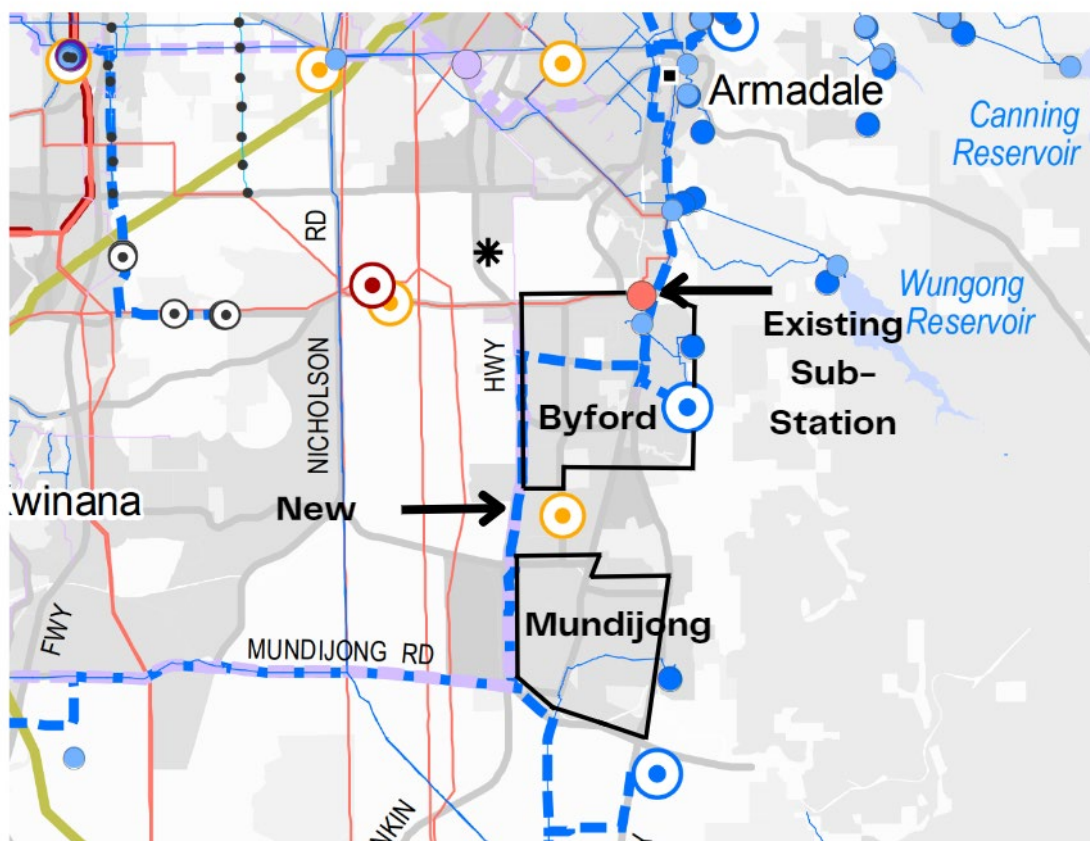 Armadale
Canning
Reservoir
RD
Wungong
Reservoir
Existing
Sub-
Station
HWY
NICHOLSON
Byford
New
winana
Mundijong
FWY
MUNDIJONG RD
NKIN